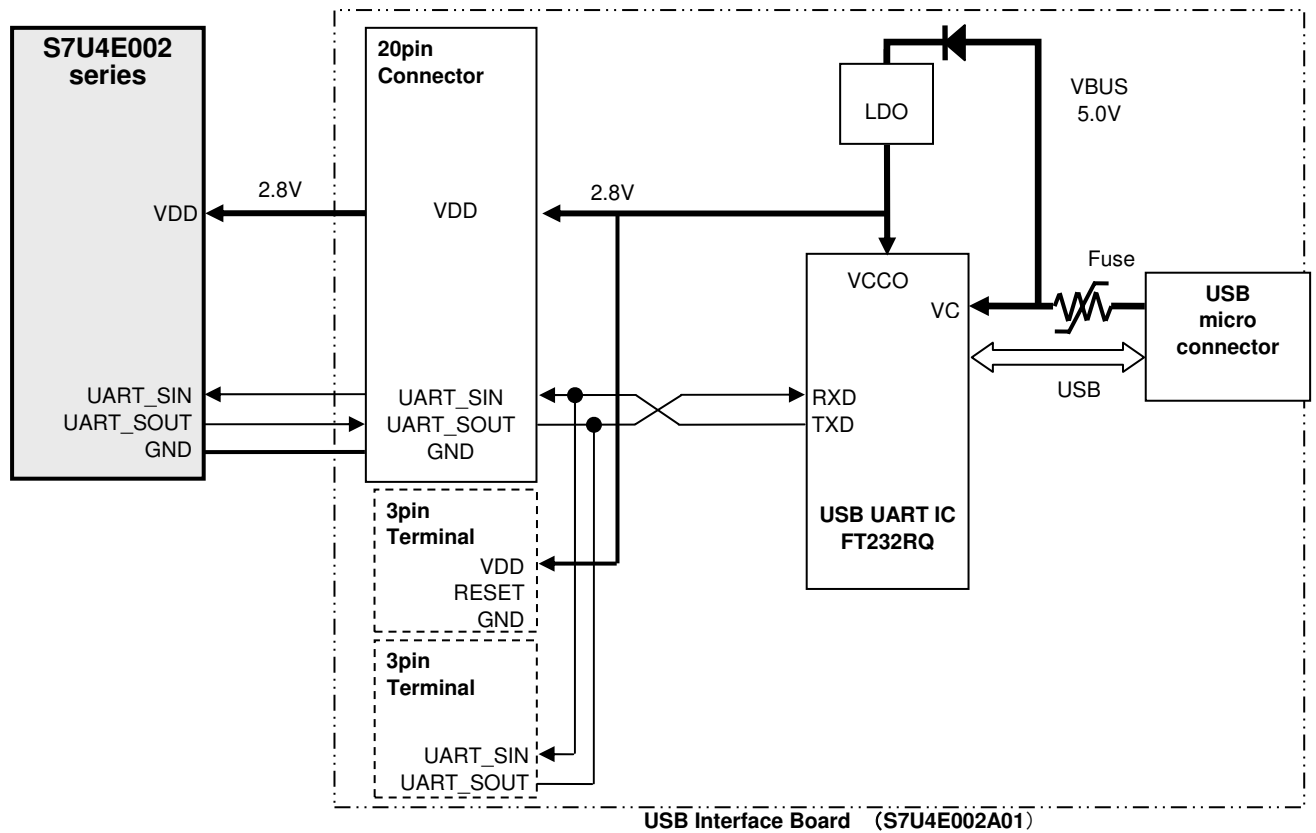 S7U4E002
series
VDD
UART_SIN
UART_SOUT
GND
2.8V
20pin
Connector
VDD
UART_SIN
UART_SOUT
GND
3pin
Terminal
VDD
RESET
GND
3pin
Terminal
UART_SIN
UART_SOUT
2.8V
LDO
VBUS
5.0V
VCCO
VC
RXD
TXD
USB UART IC
FT232RQ
Fuse
USB
USB
micro
connector
USB Interface Board （S7U4E002A01）